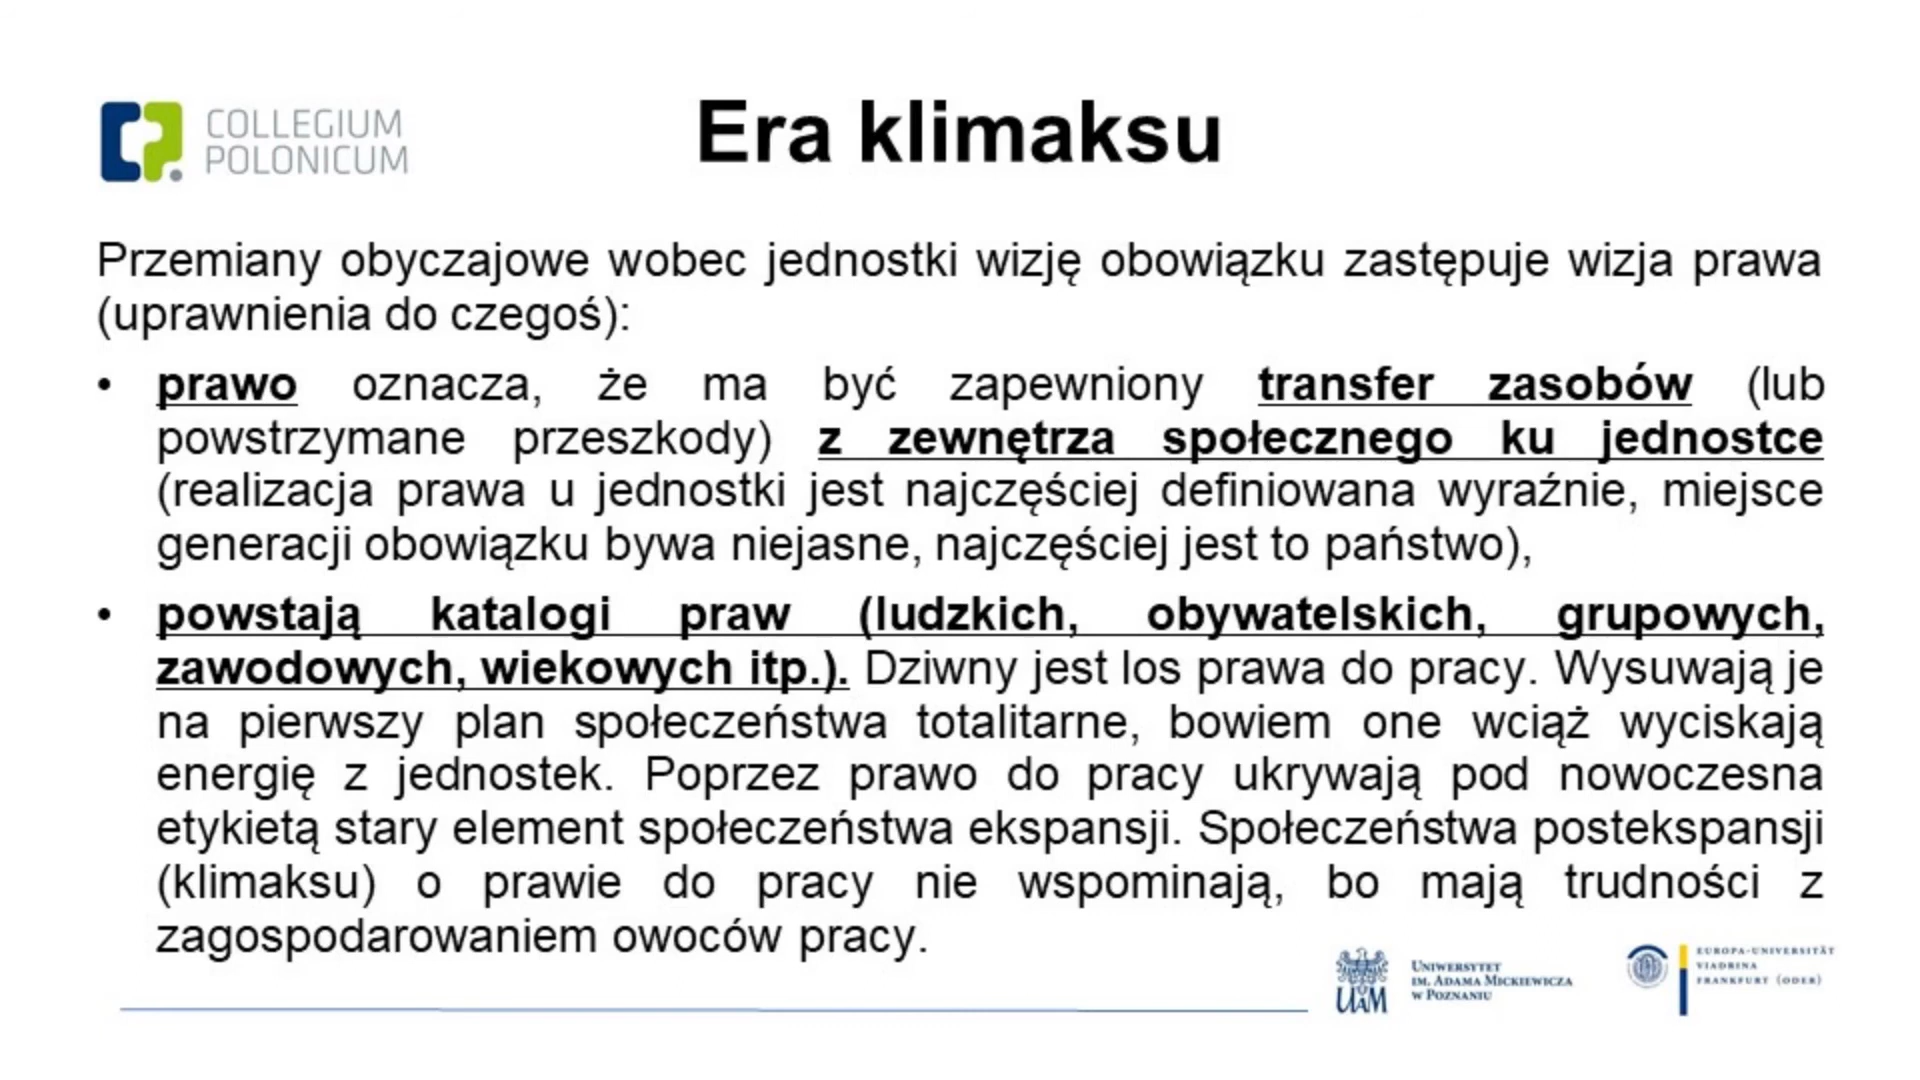 COLLEGIUM
POLONICUM
Era klimaksu
Przemiany obyczajowe wobec jednostki wizję obowiązku zastępuje wizja prawa
(uprawnienia do czegoś):
• prawo oznacza, że ma być zapewniony transfer zasobów (lub
powstrzymane przeszkody) z zewnętrza społecznego ku jednostce
(realizacja prawa u jednostki jest najczęściej definiowana wyraźnie, miejsce
generacji obowiązku bywa niejasne, najczęściej jest to państwo),
• powstają katalogi praw (ludzkich, obywatelskich, grupowych,
zawodowych, wiekowych itp.). Dziwny jest los prawa do pracy. Wysuwają je
na pierwszy plan społeczeństwa totalitarne, bowiem one wciąż wyciskają
energię z jednostek. Poprzez prawo do pracy ukrywają pod nowoczesna
etykietą stary element społeczeństwa ekspansji. Społeczeństwa postekspansji
(klimaksu) o prawie do pracy nie wspominają, bo mają trudności z
zagospodarowaniem owoców pracy.
UAM
UNIWERSYTET
IM. ADAMA MICKIEWICZA
W POZNANIU
EUROPA-UNIVERSITÄT
VIADRINA
FRANKFURT (ODER)